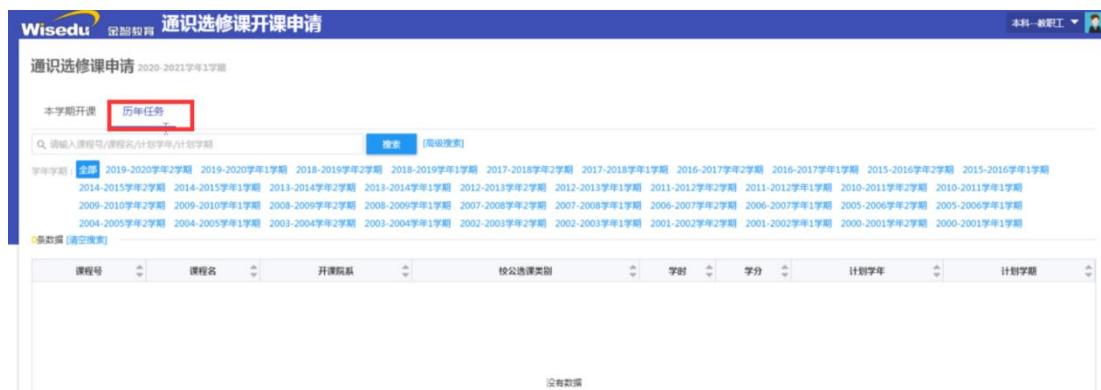 Wisedu 金智教育 通识选修课开课申请 本科--教职工
通识选修课申请 2020-2021学年1学期
本学期开课 历年任务
请输入课程号/课程名/计划学年/计划学期 搜索 [高级搜索]
学年学期： 全部 2019-2020学年2学期 2019-2020学年1学期 2018-2019学年2学期 2018-2019学年1学期 2017-2018学年2学期 2017-2018学年1学期 2016-2017学年2学期 2016-2017学年1学期 2015-2016学年2学期 2015-2016学年1学期
2014-2015学年2学期 2014-2015学年1学期 2013-2014学年2学期 2013-2014学年1学期 2012-2013学年2学期 2012-2013学年1学期 2011-2012学年2学期 2011-2012学年1学期 2010-2011学年2学期 2010-2011学年1学期
2009-2010学年2学期 2009-2010学年1学期 2008-2009学年2学期 2008-2009学年1学期 2007-2008学年2学期 2007-2008学年1学期 2006-2007学年2学期 2006-2007学年1学期 2005-2006学年2学期 2005-2006学年1学期
2004-2005学年2学期 2004-2005学年1学期 2003-2004学年2学期 2003-2004学年1学期 2002-2003学年2学期 2002-2003学年1学期 2001-2002学年2学期 2001-2002学年1学期 2000-2001学年2学期 2000-2001学年1学期
0条数据 [清空搜索]
课程号 课程名 开课院系 校公选课类别 学时 学分 计划学年 计划学期
没有数据